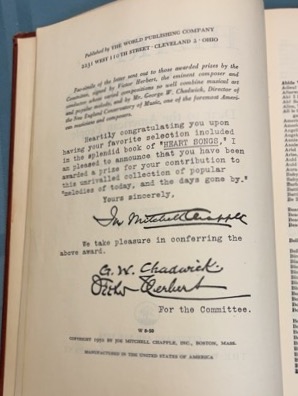 Published by THE WORLD PUBLISHING COMPANY
2231 WEST 110TH STREET · CLEVELAND 2 · OHIO
Facsimile of the letter sent out to those awarded prizes by the
Committee, signed by Victor Herbert, the eminent composer and
conductor whose varied compositions so well combine musical art
and popular melody, and by Mr. George W. Chadwick, Director of
the New England Conservatory of Music, one of the foremost Ameri-
can musicians and composers.
Heartily congratulating you upon
having your favorite selection included
in the splendid book of "HEART SONGS," I
am pleased to announce that you have been
awarded a prize for your contribution to
this unrivalled collection of popular
"melodies of today, and the days gone by."
Yours sincerely,
Joe Mitchell Chapple
We take pleasure in conferring the
above award.
G. W. Chadwick
Victor Herbert
For the Committee.
W 9-50
COPYRIGHT 1950 BY JOE MITCHELL CHAPPLE, INC., BOSTON, MASS.
MANUFACTURED IN THE UNITED STATES OF AMERICA